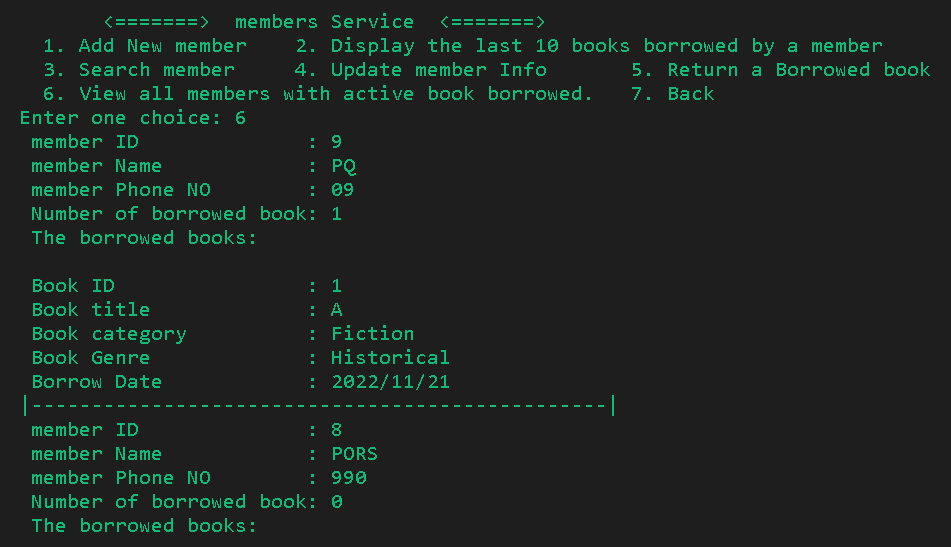 <=======>  members Service  <=======>
1. Add New member    2. Display the last 10 books borrowed by a member
3. Search member     4. Update member Info       5. Return a Borrowed book
6. View all members with active book borrowed.   7. Back
Enter one choice: 6
member ID                : 9
member Name              : PQ
member Phone NO          : 09
Number of borrowed book: 1
The borrowed books:
Book ID                  : 1
Book title               : A
Book category            : Fiction
Book Genre               : Historical
Borrow Date              : 2022/11/21
|------------------------------------------------|
member ID                : 8
member Name              : PORS
member Phone NO          : 990
Number of borrowed book: 0
The borrowed books: